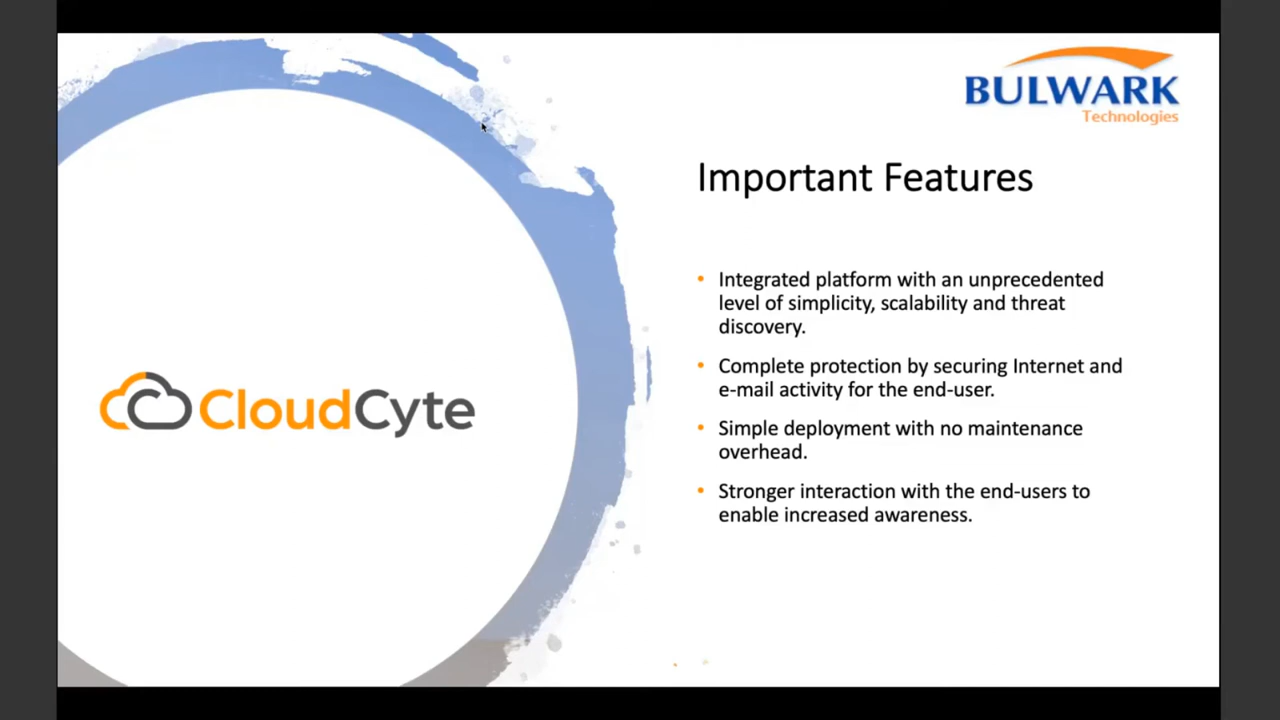 BULWARK
Technologies
Important Features
• Integrated platform with an unprecedented
level of simplicity, scalability and threat
discovery.
• Complete protection by securing Internet and
e-mail activity for the end-user.
• Simple deployment with no maintenance
overhead.
• Stronger interaction with the end-users to
enable increased awareness.
CloudCyte